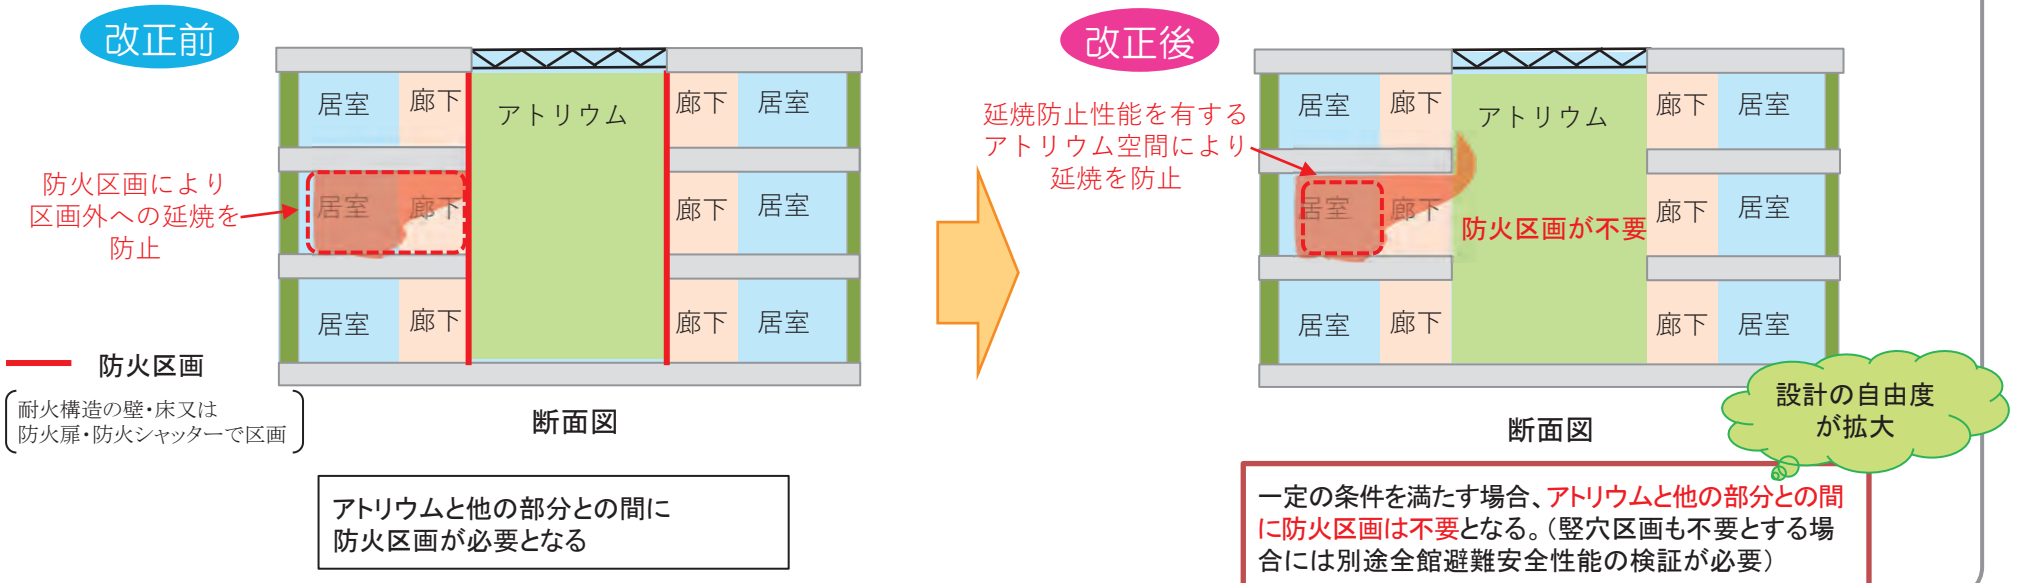 改正前
居室
廊下
アトリウム
廊下
居室
防火区画により
区画外への延焼を
防止
居室
廊下
廊下
居室
居室
廊下
廊下
居室
防火区画
耐火構造の壁・床又は
防火扉・防火シャッターで区画
断面図
アトリウムと他の部分との間に
防火区画が必要となる
改正後
延焼防止性能を有する
アトリウム空間により
延焼を防止
居室
廊下
アトリウム
廊下
居室
居室
廊下
防火区画が不要
廊下
居室
居室
廊下
廊下
居室
設計の自由度
が拡大
断面図
一定の条件を満たす場合、アトリウムと他の部分との間
に防火区画は不要となる。（竪穴区画も不要とする場
合には別途全館避難安全性能の検証が必要）